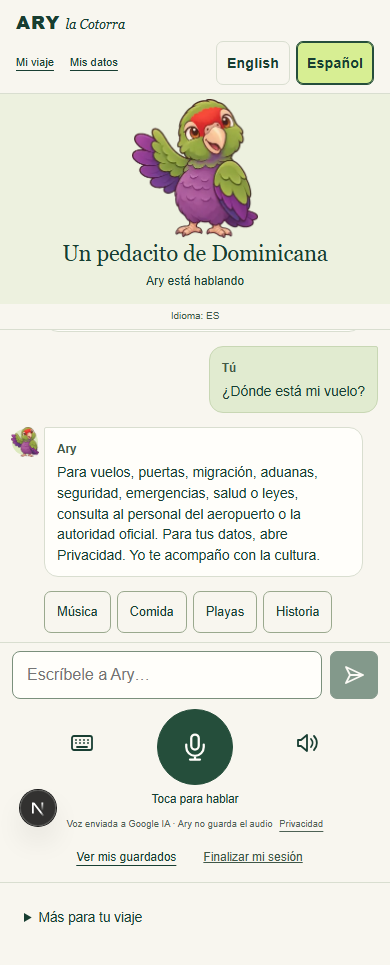 ARY la Cotorra
Mi viaje Mis datos English Español
Un pedacito de Dominicana
Ary está hablando
Idioma: ES
Tú
¿Dónde está mi vuelo?
Ary
Para vuelos, puertas, migración, aduanas,
seguridad, emergencias, salud o leyes,
consulta al personal del aeropuerto o la
autoridad oficial. Para tus datos, abre
Privacidad. Yo te acompaño con la cultura.
Música Comida Playas Historia
Escríbele a Ary…
Toca para hablar
N
Voz enviada a Google IA · Ary no guarda el audio Privacidad
Ver mis guardados Finalizar mi sesión
Más para tu viaje